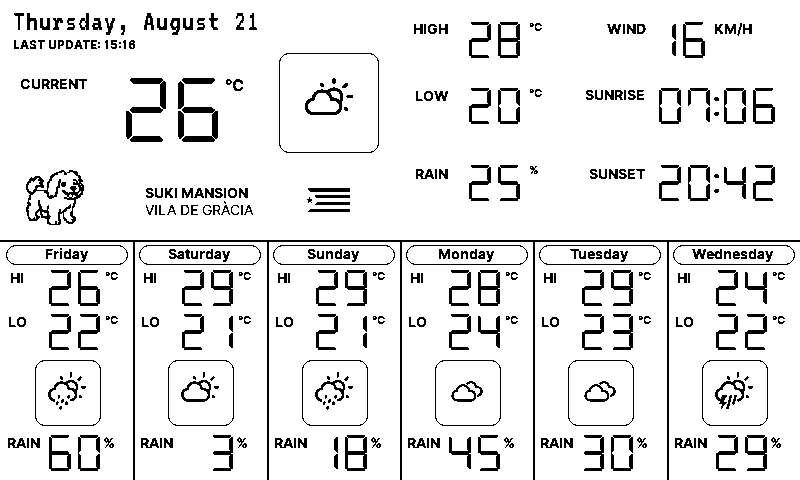 Thursday, August 21
LAST UPDATE: 15:16
CURRENT 26 °C
HIGH 28 °C
WIND 16 KM/H
LOW 20 °C
SUNRISE 07:06
RAIN 25 %
SUNSET 20:42
SUKI MANSION
VILA DE GRÀCIA
Friday
HI 26 °C
LO 22 °C
RAIN 60 %
Saturday
HI 29 °C
LO 21 °C
RAIN 3 %
Sunday
HI 29 °C
LO 21 °C
RAIN 18 %
Monday
HI 28 °C
LO 24 °C
RAIN 45 %
Tuesday
HI 29 °C
LO 23 °C
RAIN 30 %
Wednesday
HI 24 °C
LO 22 °C
RAIN 29 %